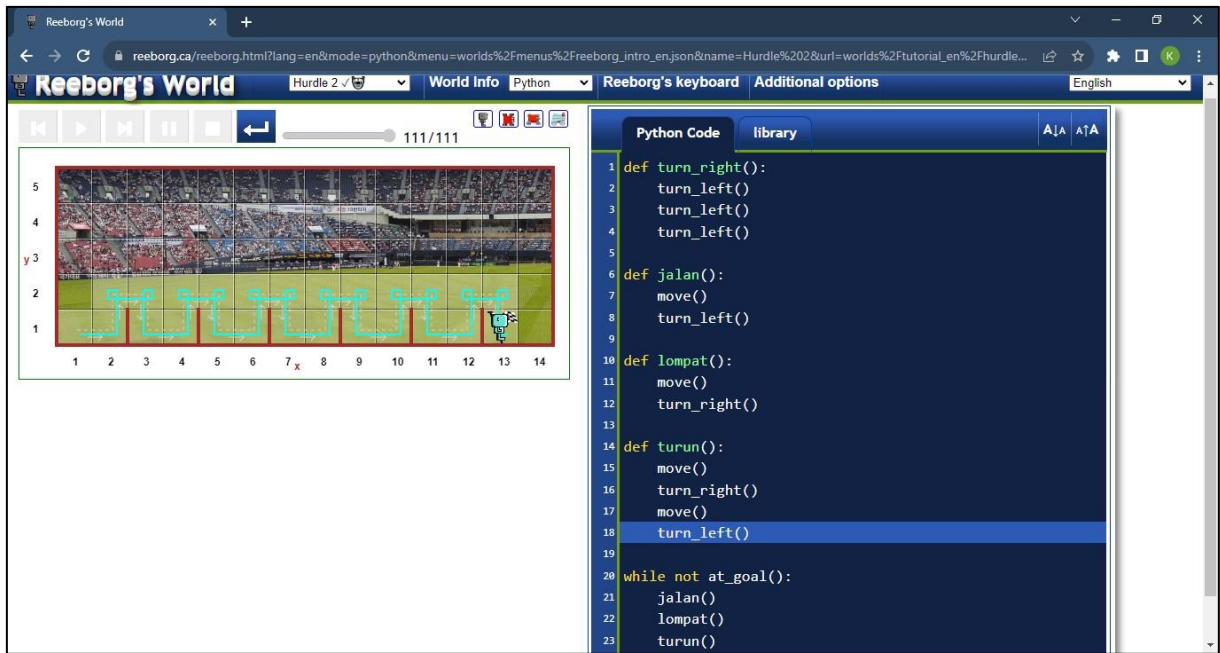 Reeborg's World
reeborg.ca/reeborg.html?lang=en&mode=python&menu=worlds%2Fmenus%2Freeborg_intro_en.json&name=Hurdle%202&url=worlds%2Ftutorial_en%2Fhurdle...
K
Reeborg's World
Hurdle 2 ✓
World Info
Python
Reeborg's keyboard
Additional options
English
111/111
Python Code
library
A↓A A↑A
5
4
y 3
2
1
1 2 3 4 5 6 7 x 8 9 10 11 12 13 14
1 def turn_right():
2 turn_left()
3 turn_left()
4 turn_left()
5
6 def jalan():
7 move()
8 turn_left()
9
10 def lompat():
11 move()
12 turn_right()
13
14 def turun():
15 move()
16 turn_right()
17 move()
18 turn_left()
19
20 while not at_goal():
21 jalan()
22 lompat()
23 turun()